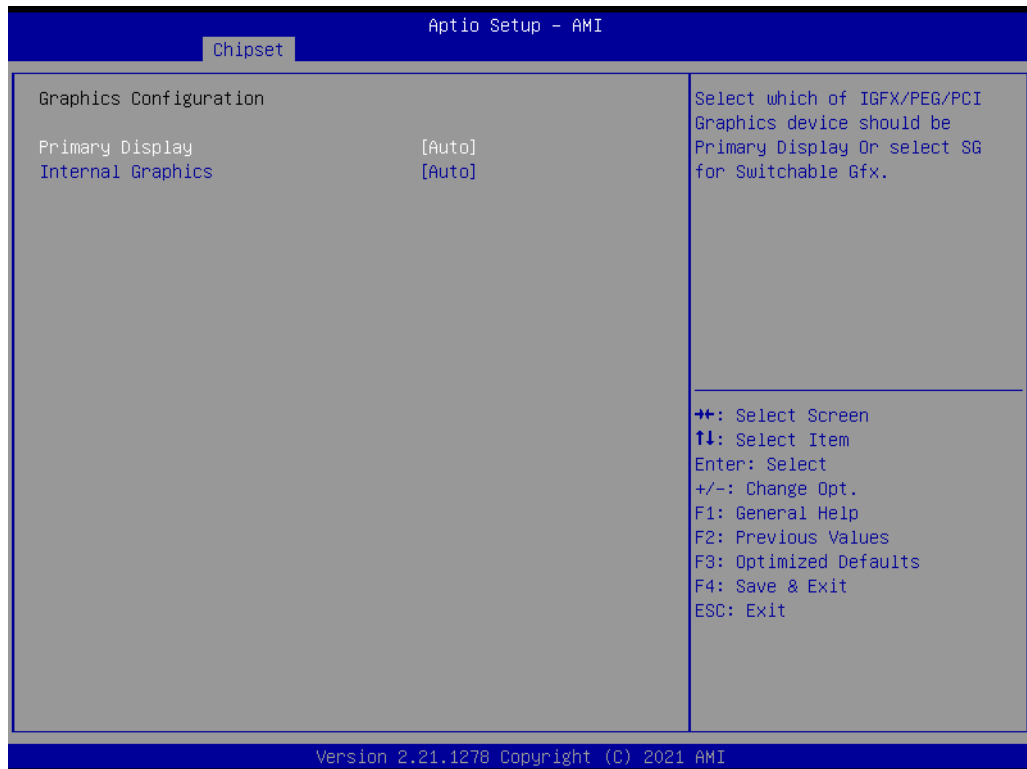 Aptio Setup – AMI
Chipset
Graphics Configuration
Primary Display [Auto]
Internal Graphics [Auto]
Select which of IGFX/PEG/PCI
Graphics device should be
Primary Display Or select SG
for Switchable Gfx.
→←: Select Screen
↑↓: Select Item
Enter: Select
+/-: Change Opt.
F1: General Help
F2: Previous Values
F3: Optimized Defaults
F4: Save & Exit
ESC: Exit
Version 2.21.1278 Copyright (C) 2021 AMI